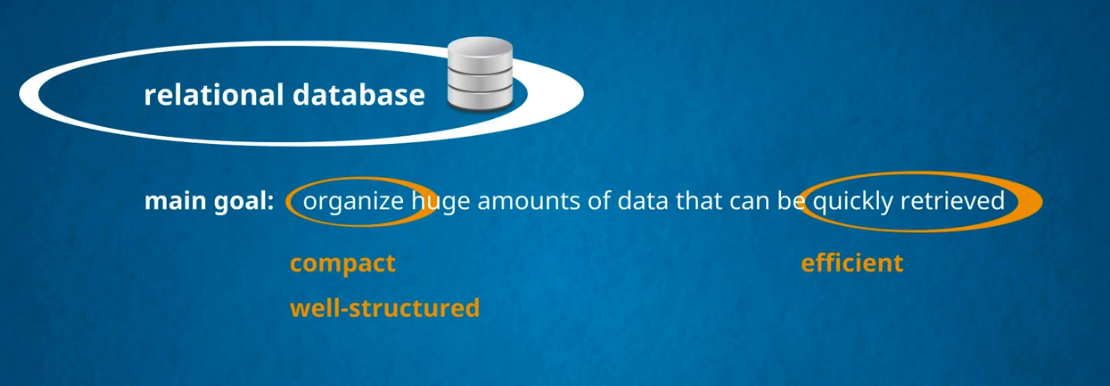 relational database
main goal: organize huge amounts of data that can be quickly retrieved
compact
efficient
well-structured